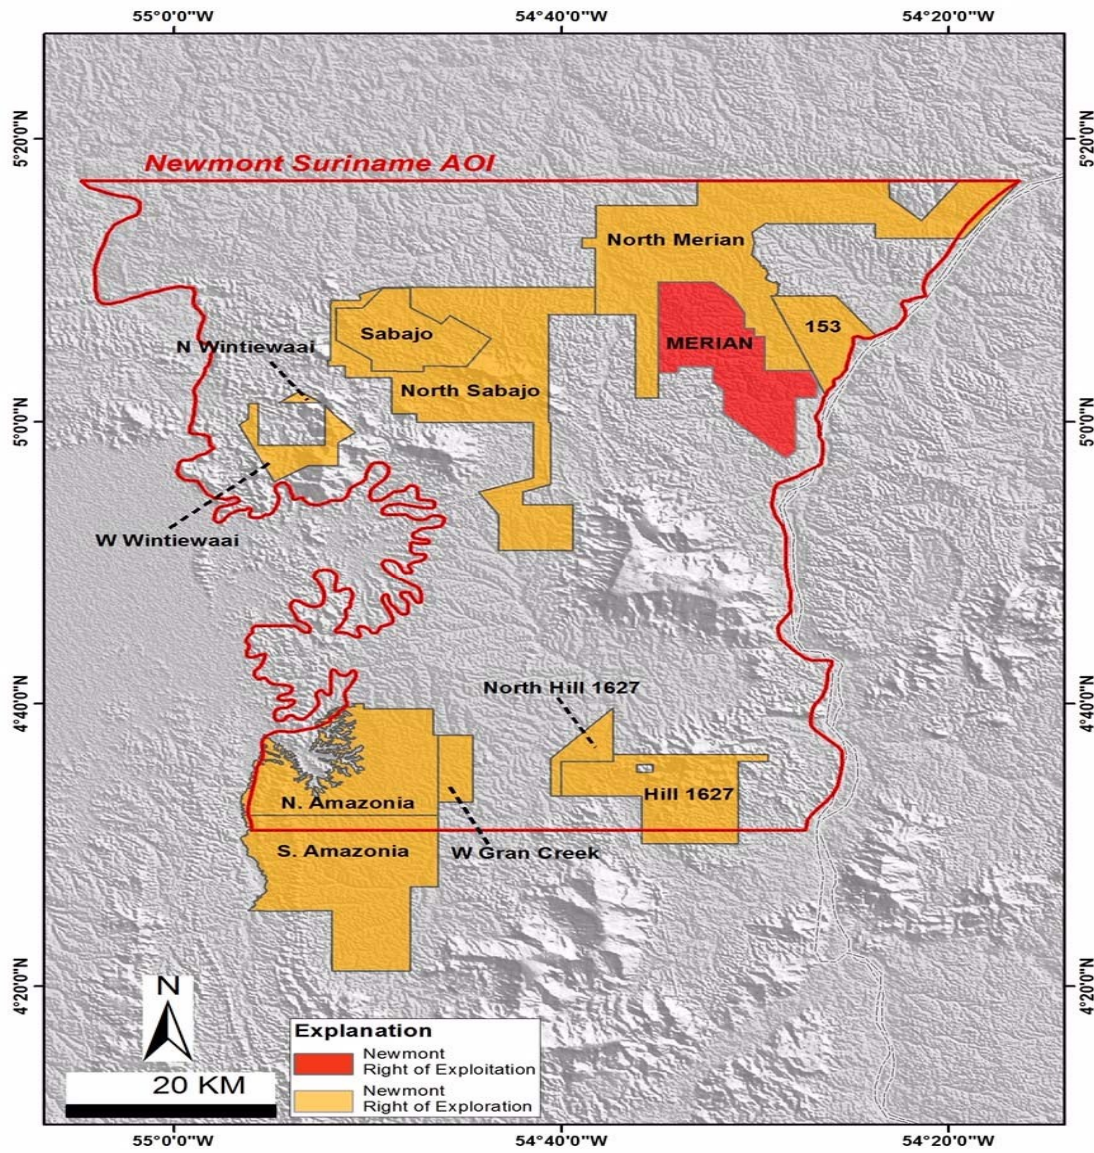 55°0'0"W
54°40'0"W
54°20'0"W
5°20'0"N
5°20'0"N
Newmont Suriname AOI
North Merian
153
Sabajo
MERIAN
N Wintiewaai
North Sabajo
5°0'0"N
5°0'0"N
W Wintiewaai
North Hill 1627
4°40'0"N
4°40'0"N
N. Amazonia
Hill 1627
S. Amazonia
W Gran Creek
4°20'0"N
4°20'0"N
N
20 KM
Explanation
Newmont
Right of Exploitation
Newmont
Right of Exploration
55°0'0"W
54°40'0"W
54°20'0"W